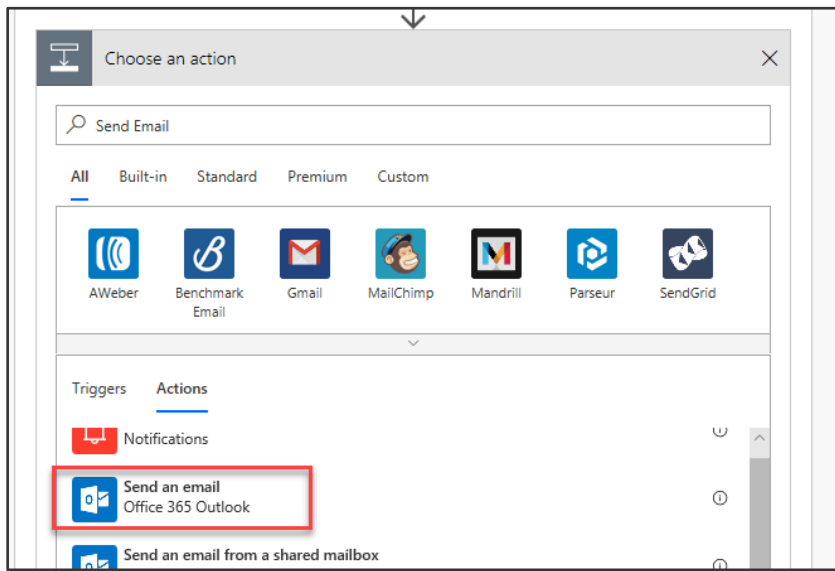 Choose an action
Send Email
All Built-in Standard Premium Custom
AWeber Benchmark Email Gmail MailChimp Mandrill Parseur SendGrid
Triggers Actions
Notifications
Send an email
Office 365 Outlook
Send an email from a shared mailbox